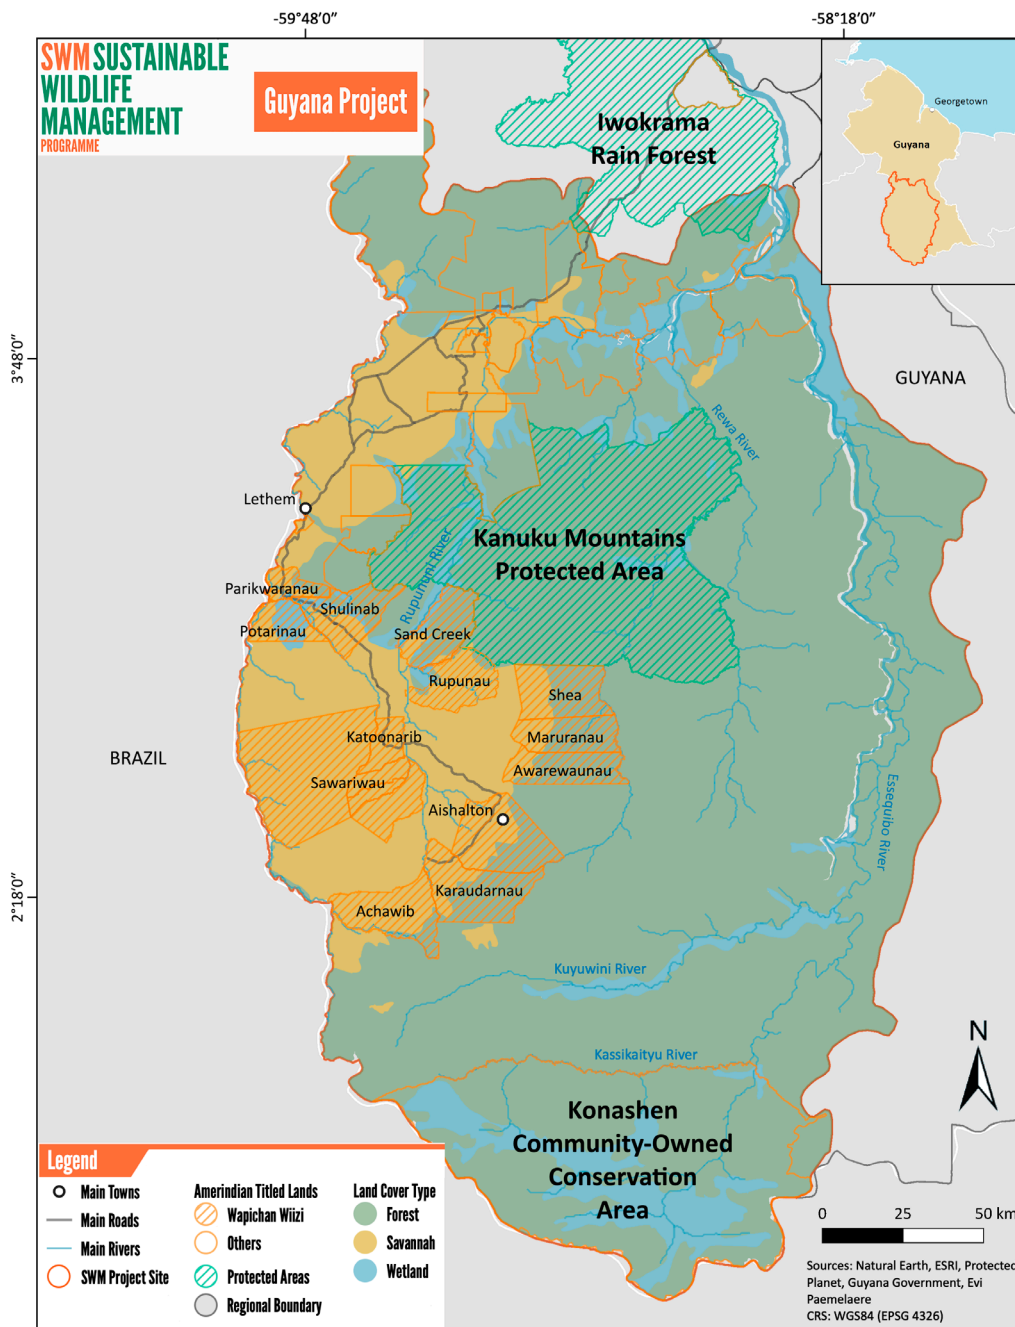 -59°48'0"
-58°18'0"
SWM SUSTAINABLE
WILDLIFE
MANAGEMENT
PROGRAMME
Guyana Project
Iwokrama
Rain Forest
Georgetown
Guyana
3°48'0"
GUYANA
Rewa River
Lethem
Kanuku Mountains
Protected Area
Rupununi River
Parikwaranau
Shulinab
Potarinau
Sand Creek
Rupunau
Shea
Katoonarib
Maruranau
BRAZIL
Awarewaunau
Sawariwau
Aishalton
Essequibo River
2°18'0"
Karaudarnau
Achawib
Kuyuwini River
N
Kassikaityu River
Konashen
Community-Owned
Conservation
Area
Legend
Main Towns
Main Roads
Main Rivers
SWM Project Site
Amerindian Titled Lands
Wapichan Wiizi
Others
Protected Areas
Regional Boundary
Land Cover Type
Forest
Savannah
Wetland
0 25 50 km
Sources: Natural Earth, ESRI, Protected
Planet, Guyana Government, Evi
Paemelaere
CRS: WGS84 (EPSG 4326)